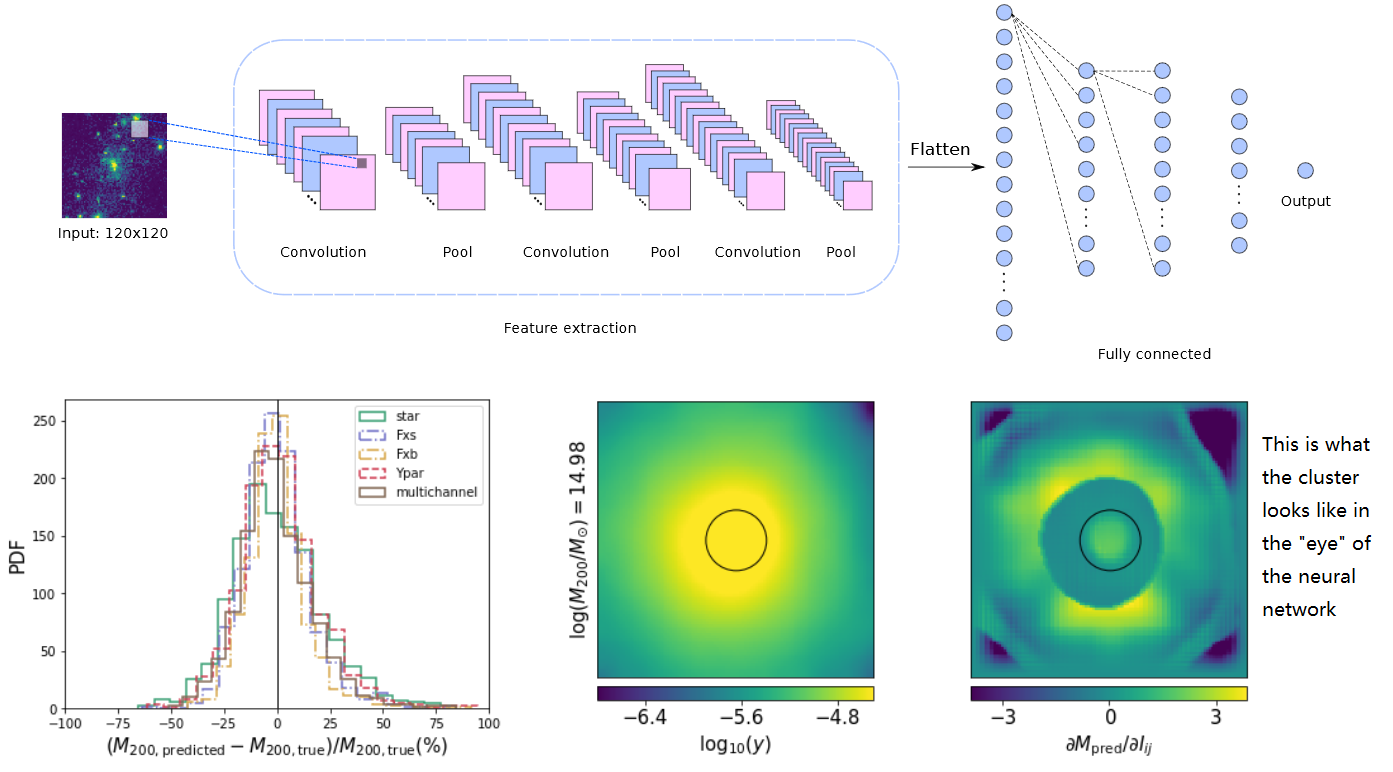 Input: 120x120
Convolution
Pool
Convolution
Pool
Convolution
Pool
Feature extraction
Flatten
Output
Fully connected
PDF
250
200
150
100
50
0
−100
−75
−50
−25
0
25
50
75
100
(M200, predicted − M200, true)/M200, true(%)
star
Fxs
Fxb
Ypar
multichannel
log(M200/M⊙) = 14.98
−6.4
−5.6
−4.8
log10(y)
−3
0
3
∂Mpred/∂Iij
This is what
the cluster
looks like in
the "eye" of
the neural
network